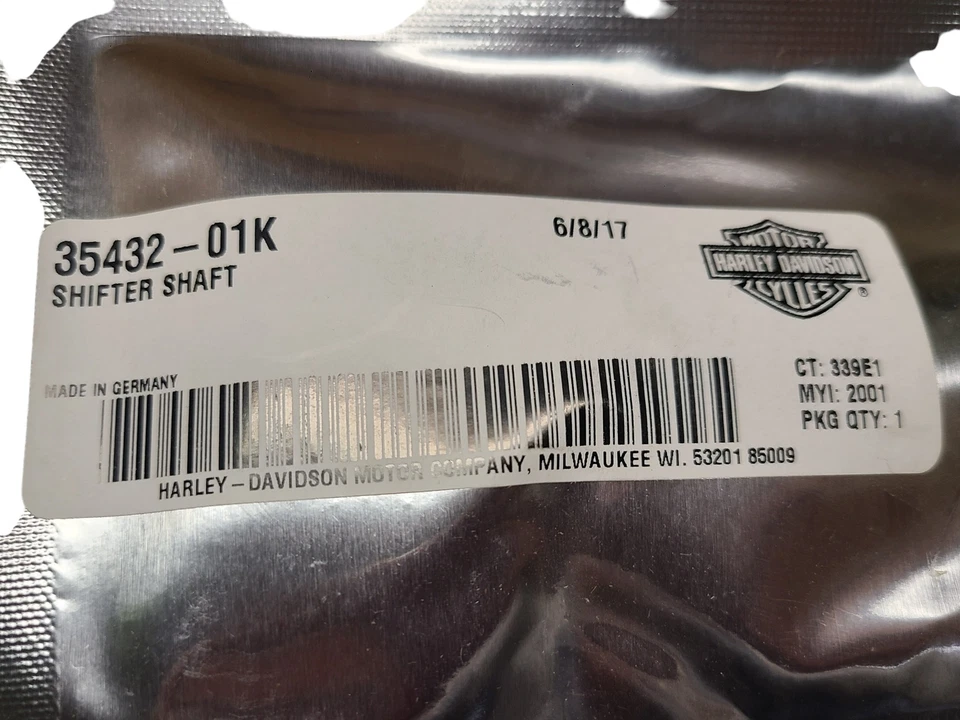 35432-01K
SHIFTER SHAFT
6/8/17
MOTOR
HARLEY-DAVIDSON
CYCLES
®
MADE IN GERMANY
CT: 339E1
MYI: 2001
PKG QTY: 1
HARLEY-DAVIDSON MOTOR COMPANY, MILWAUKEE WI. 53201 85009